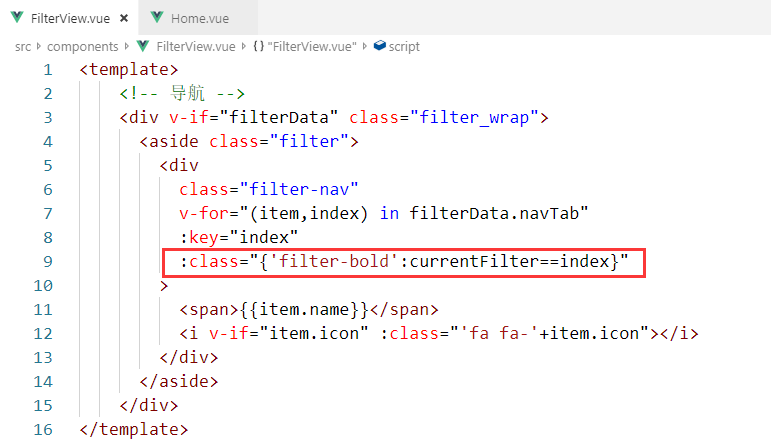 FilterView.vue × Home.vue
src › components › FilterView.vue › {} "FilterView.vue" › script
1 <template>
2 <!-- 导航 -->
3 <div v-if="filterData" class="filter_wrap">
4 <aside class="filter">
5 <div
6 class="filter-nav"
7 v-for="(item,index) in filterData.navTab"
8 :key="index"
9 :class="{'filter-bold':currentFilter==index}"
10 >
11 <span>{{item.name}}</span>
12 <i v-if="item.icon" :class="'fa fa-'+item.icon"></i>
13 </div>
14 </aside>
15 </div>
16 </template>